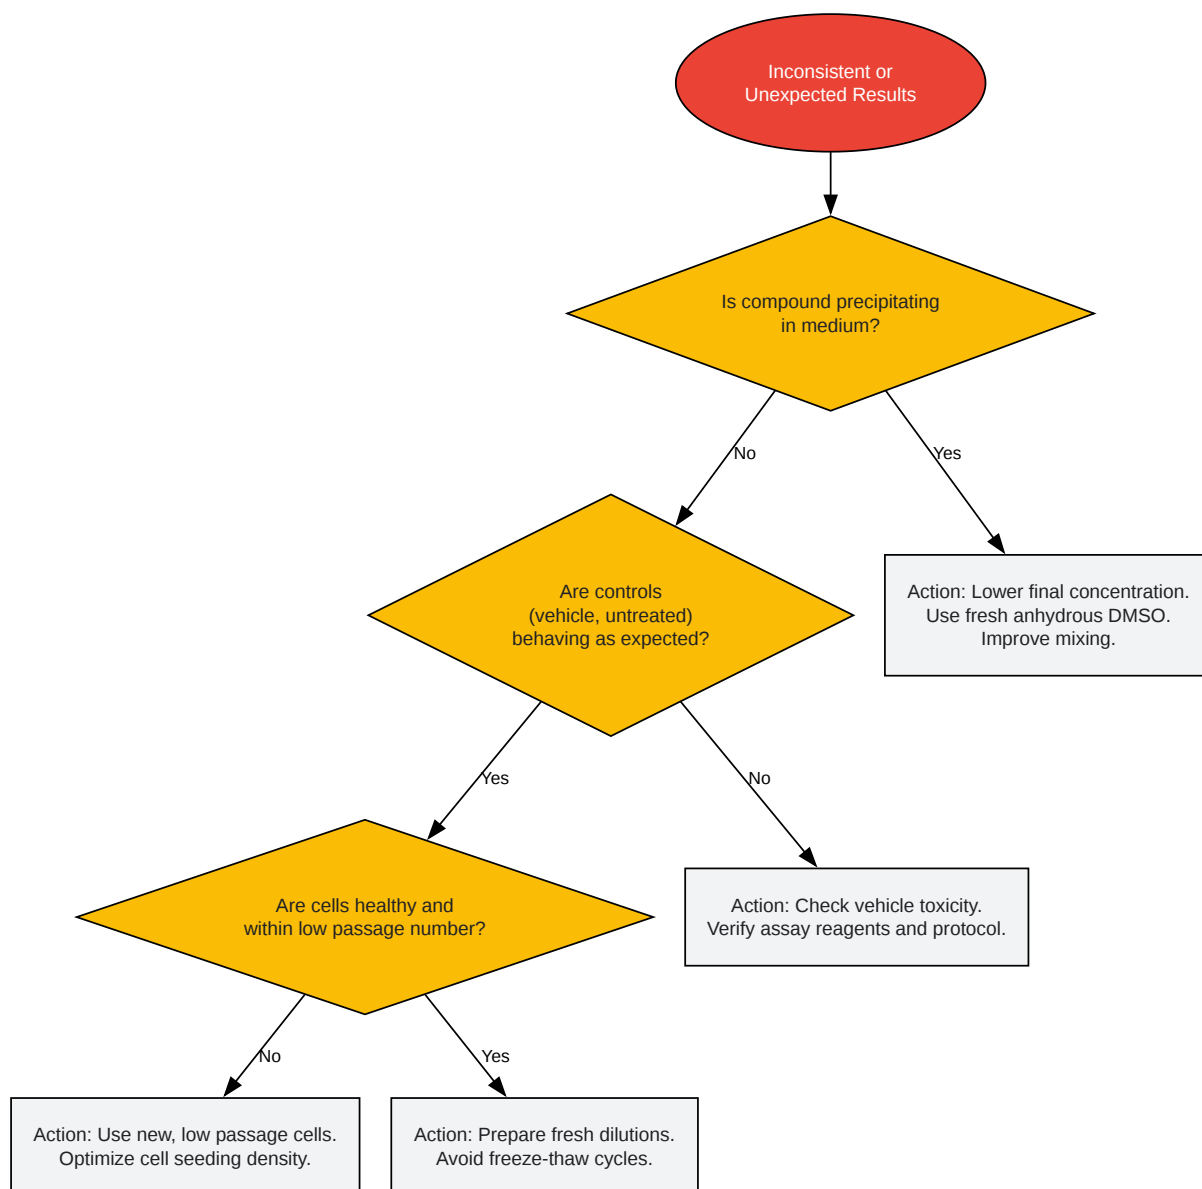 Inconsistent or
Unexpected Results
Is compound precipitating
in medium?
No
Yes
Are controls
(vehicle, untreated)
behaving as expected?
Action: Lower final concentration.
Use fresh anhydrous DMSO.
Improve mixing.
Yes
No
Are cells healthy and
within low passage number?
Action: Check vehicle toxicity.
Verify assay reagents and protocol.
No
Yes
Action: Use new, low passage cells.
Optimize cell seeding density.
Action: Prepare fresh dilutions.
Avoid freeze-thaw cycles.